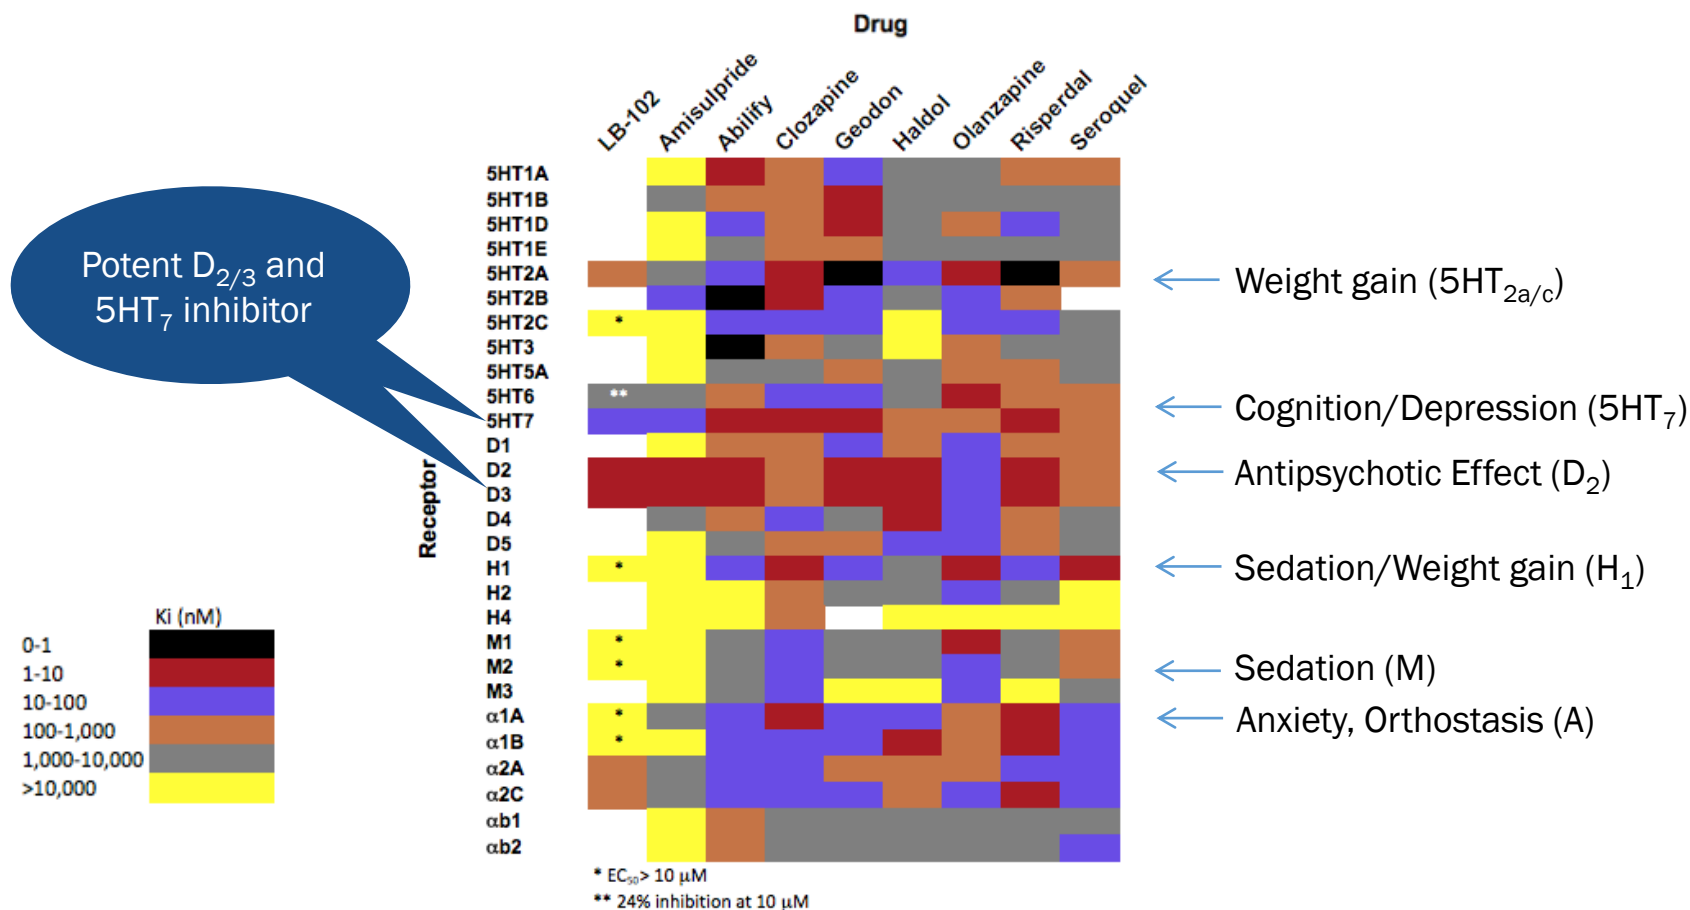 Drug
LB-102
Amisulpride
Abilify
Clozapine
Geodon
Haldol
Olanzapine
Risperdal
Seroquel
Potent D2/3 and
5HT7 inhibitor
Receptor
5HT1A
5HT1B
5HT1D
5HT1E
5HT2A
5HT2B
5HT2C *
5HT3
5HT5A
5HT6 **
5HT7
D1
D2
D3
D4
D5
H1 *
H2
H4
M1 *
M2 *
M3
α1A *
α1B *
α2A
α2C
αb1
αb2
Weight gain (5HT2a/c)
Cognition/Depression (5HT7)
Antipsychotic Effect (D2)
Sedation/Weight gain (H1)
Sedation (M)
Anxiety, Orthostasis (A)
Ki (nM)
0-1
1-10
10-100
100-1,000
1,000-10,000
>10,000
* EC50> 10 μM
** 24% inhibition at 10 μM